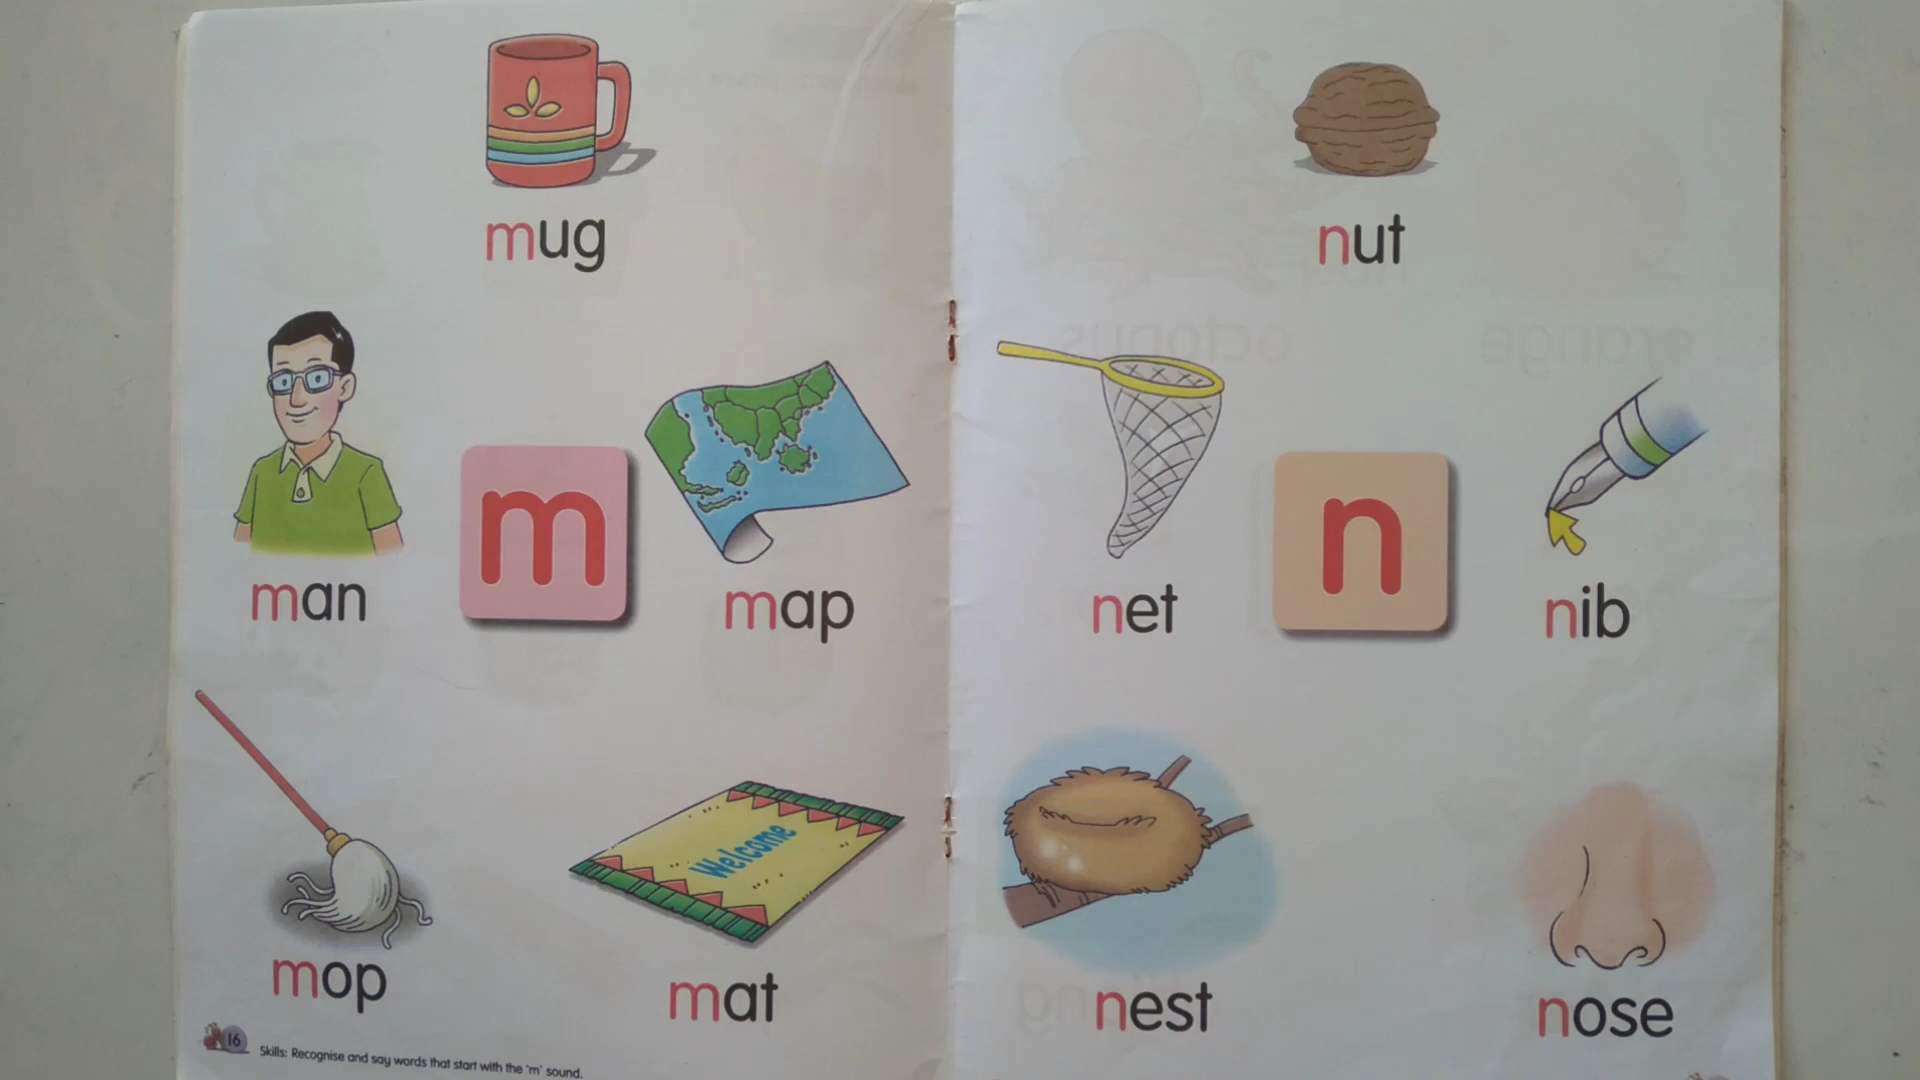 mug
man
m
map
mop
Welcome
mat
16
Skills: Recognise and say words that start with the 'm' sound.
nut
net
n
nib
nest
nose